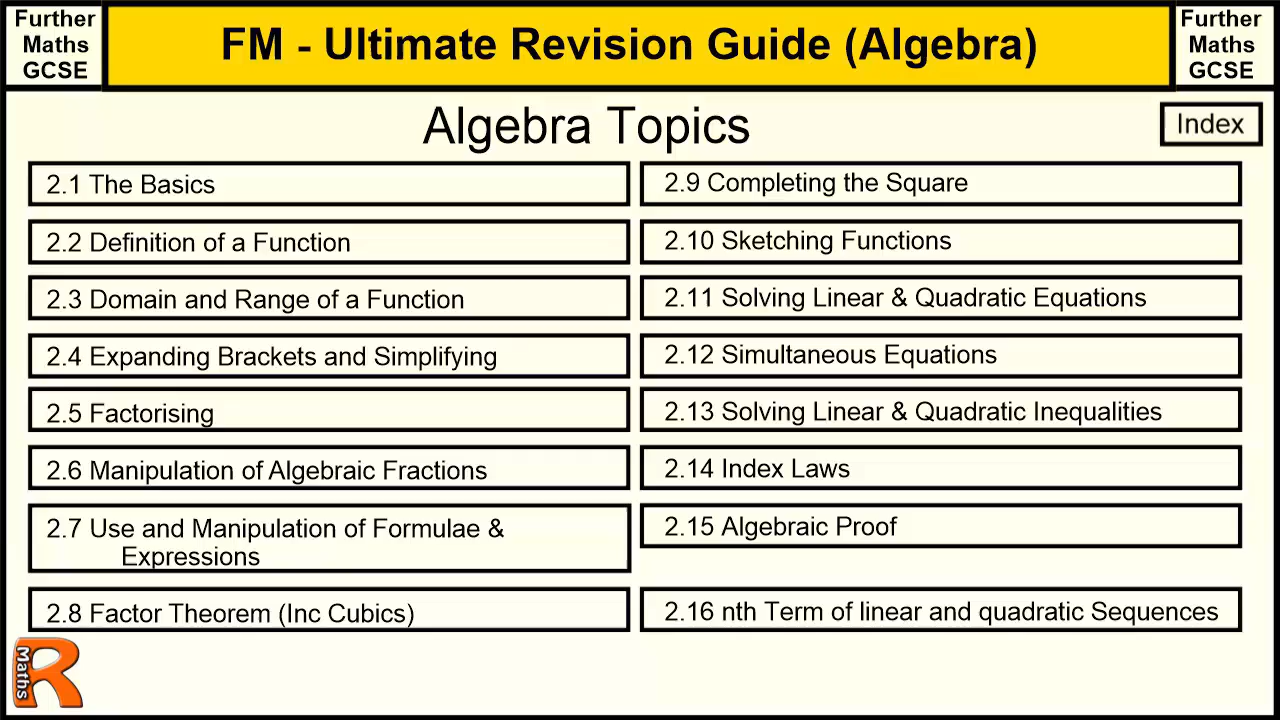 Further
Maths
GCSE
FM - Ultimate Revision Guide (Algebra)
Further
Maths
GCSE
Algebra Topics
Index
2.1 The Basics
2.2 Definition of a Function
2.3 Domain and Range of a Function
2.4 Expanding Brackets and Simplifying
2.5 Factorising
2.6 Manipulation of Algebraic Fractions
2.7 Use and Manipulation of Formulae &
Expressions
2.8 Factor Theorem (Inc Cubics)
2.9 Completing the Square
2.10 Sketching Functions
2.11 Solving Linear & Quadratic Equations
2.12 Simultaneous Equations
2.13 Solving Linear & Quadratic Inequalities
2.14 Index Laws
2.15 Algebraic Proof
2.16 nth Term of linear and quadratic Sequences
R
Maths